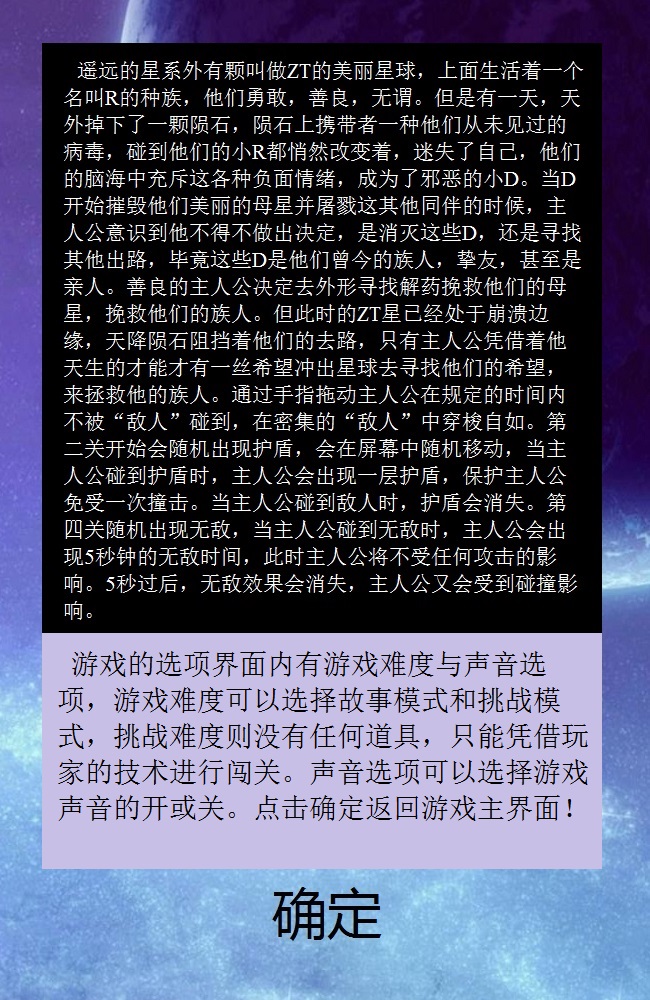 遥远的星系外有颗叫做ZT的美丽星球，上面生活着一个
名叫R的种族，他们勇敢，善良，无谓。但是有一天，天
外掉下了一颗陨石，陨石上携带者一种他们从未见过的
病毒，碰到他们的小R都悄然改变着，迷失了自己，他们
的脑海中充斥这各种负面情绪，成为了邪恶的小D。当D
开始摧毁他们美丽的母星并屠戮这其他同伴的时候，主
人公意识到他不得不做出决定，是消灭这些D，还是寻找
其他出路，毕竟这些D是他们曾今的族人，挚友，甚至是
亲人。善良的主人公决定去外形寻找解药挽救他们的母
星，挽救他们的族人。但此时的ZT星已经处于崩溃边
缘，天降陨石阻挡着他们的去路，只有主人公凭借着他
天生的才能才有一丝希望冲出星球去寻找他们的希望，
来拯救他的族人。通过手指拖动主人公在规定的时间内
不被“敌人”碰到，在密集的“敌人”中穿梭自如。第
二关开始会随机出现护盾，会在屏幕中随机移动，当主
人公碰到护盾时，主人公会出现一层护盾，保护主人公
免受一次撞击。当主人公碰到敌人时，护盾会消失。第
四关随机出现无敌，当主人公碰到无敌时，主人公会出
现5秒钟的无敌时间，此时主人公将不受任何攻击的影
响。5秒过后，无敌效果会消失，主人公又会受到碰撞影
响。
游戏的选项界面内有游戏难度与声音选
项，游戏难度可以选择故事模式和挑战模
式，挑战难度则没有任何道具，只能凭借玩
家的技术进行闯关。声音选项可以选择游戏
声音的开或关。点击确定返回游戏主界面！
确定